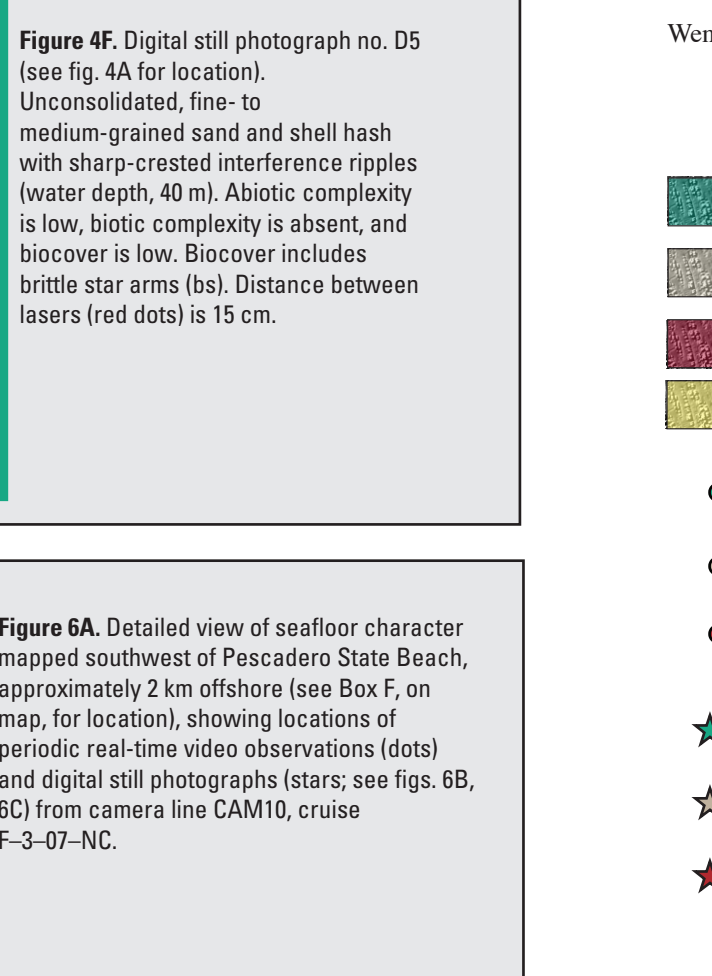 Figure 4F. Digital still photograph no. D5
(see fig. 4A for location).
Unconsolidated, fine- to
medium-grained sand and shell hash
with sharp-crested interference ripples
(water depth, 40 m). Abiotic complexity
is low, biotic complexity is absent, and
biocover is low. Biocover includes
brittle star arms (bs). Distance between
lasers (red dots) is 15 cm.
Figure 6A. Detailed view of seafloor character
mapped southwest of Pescadero State Beach,
approximately 2 km offshore (see Box F, on
map, for location), showing locations of
periodic real-time video observations (dots)
and digital still photographs (stars; see figs. 6B,
6C) from camera line CAM10, cruise
F–3–07–NC.